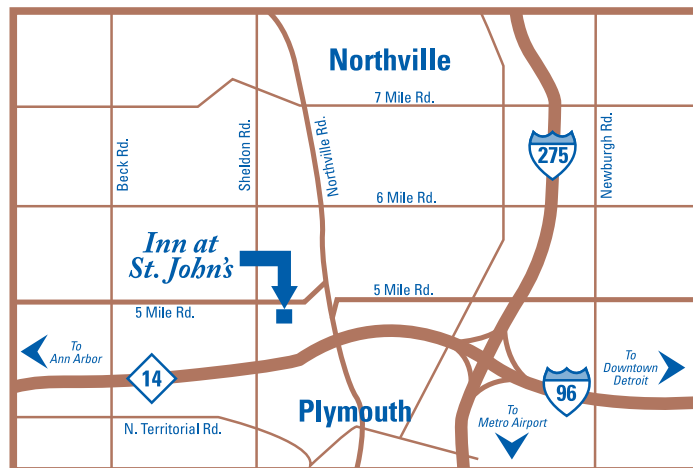 Northville
7 Mile Rd.
Beck Rd.
Sheldon Rd.
Northville Rd.
275
Newburgh Rd.
6 Mile Rd.
Inn at
St. John's
5 Mile Rd.
5 Mile Rd.
To
Ann Arbor
14
To
Downtown
Detroit
96
Plymouth
To
Metro Airport
N. Territorial Rd.